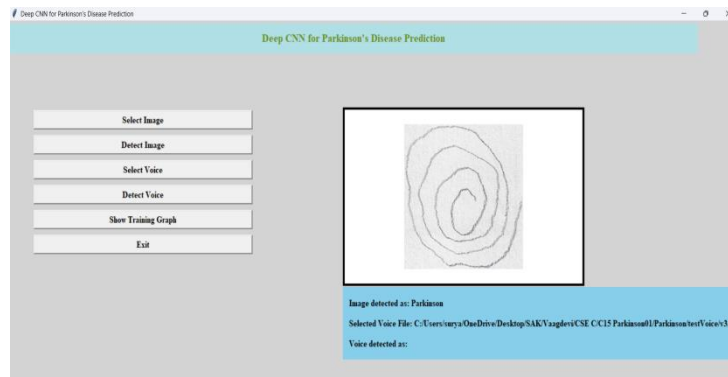 Deep CNN for Parkinson's Disease Prediction
Deep CNN for Parkinson's Disease Prediction
Select Image
Detect Image
Select Voice
Detect Voice
Show Training Graph
Exit
Image detected as: Parkinson
Selected Voice File: C:/Users/surya/OneDrive/Desktop/SAK/Vaagdevi/CSE C/C15 Parkinson01/Parkinson/testVoice/v3
Voice detected as: